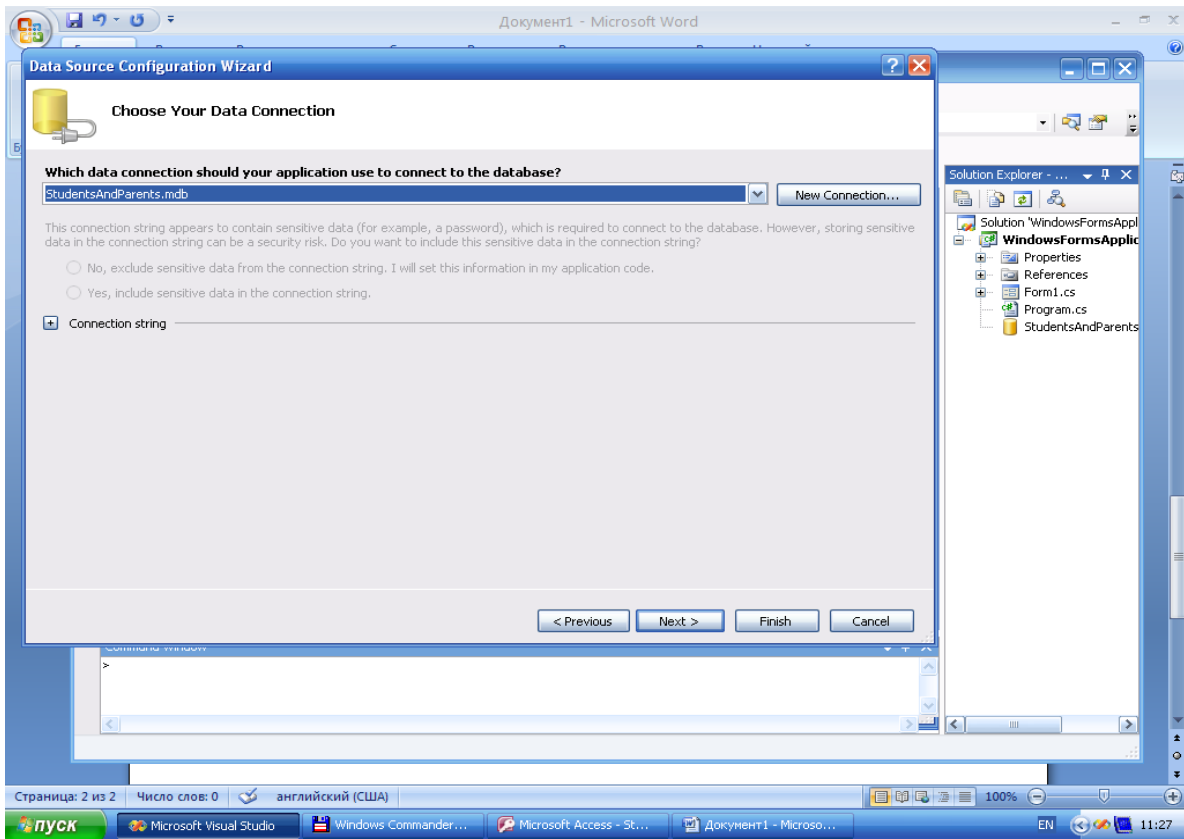 Документ1 - Microsoft Word
Data Source Configuration Wizard
Choose Your Data Connection
Which data connection should your application use to connect to the database?
StudentsAndParents.mdb
New Connection...
This connection string appears to contain sensitive data (for example, a password), which is required to connect to the database. However, storing sensitive
data in the connection string can be a security risk. Do you want to include this sensitive data in the connection string?
No, exclude sensitive data from the connection string. I will set this information in my application code.
Yes, include sensitive data in the connection string.
Connection string
< Previous
Next >
Finish
Cancel
Solution Explorer - ...
Solution 'WindowsFormsAppl
WindowsFormsApplic
Properties
References
Form1.cs
Program.cs
StudentsAndParents
Command Window
>
Страница: 2 из 2
Число слов: 0
английский (США)
100%
пуск
Microsoft Visual Studio
Windows Commander...
Microsoft Access - St...
Документ1 - Microso...
EN
11:27